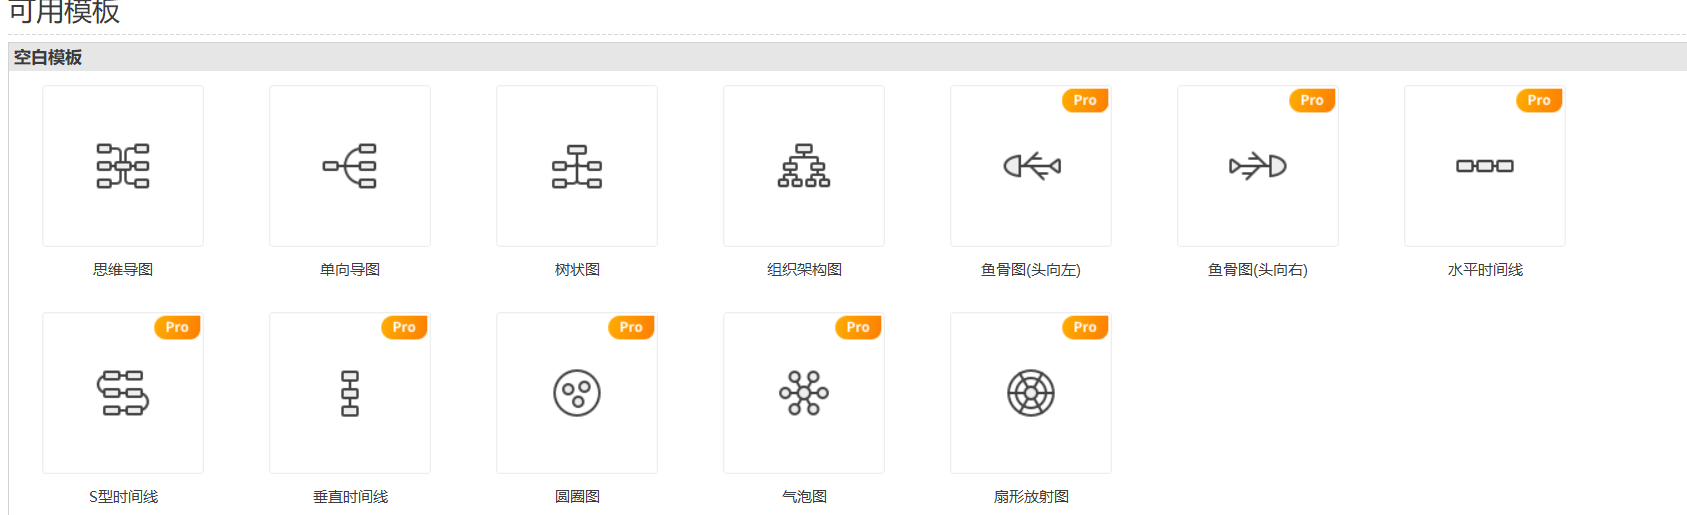 可用模板
空白模板
Pro
Pro
Pro
思维导图
单向导图
树状图
组织架构图
鱼骨图(头向左)
鱼骨图(头向右)
水平时间线
Pro
Pro
Pro
Pro
Pro
S型时间线
垂直时间线
圆圈图
气泡图
扇形放射图